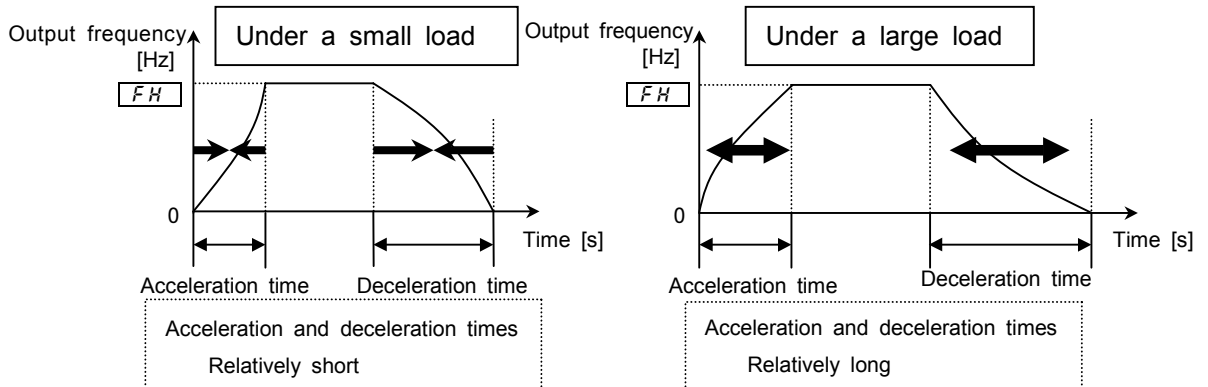 Output frequency
[Hz]
Under a small load
FH
0
Time [s]
Acceleration time
Deceleration time
Acceleration and deceleration times
Relatively short
Output frequency
[Hz]
Under a large load
FH
0
Time [s]
Acceleration time
Deceleration time
Acceleration and deceleration times
Relatively long